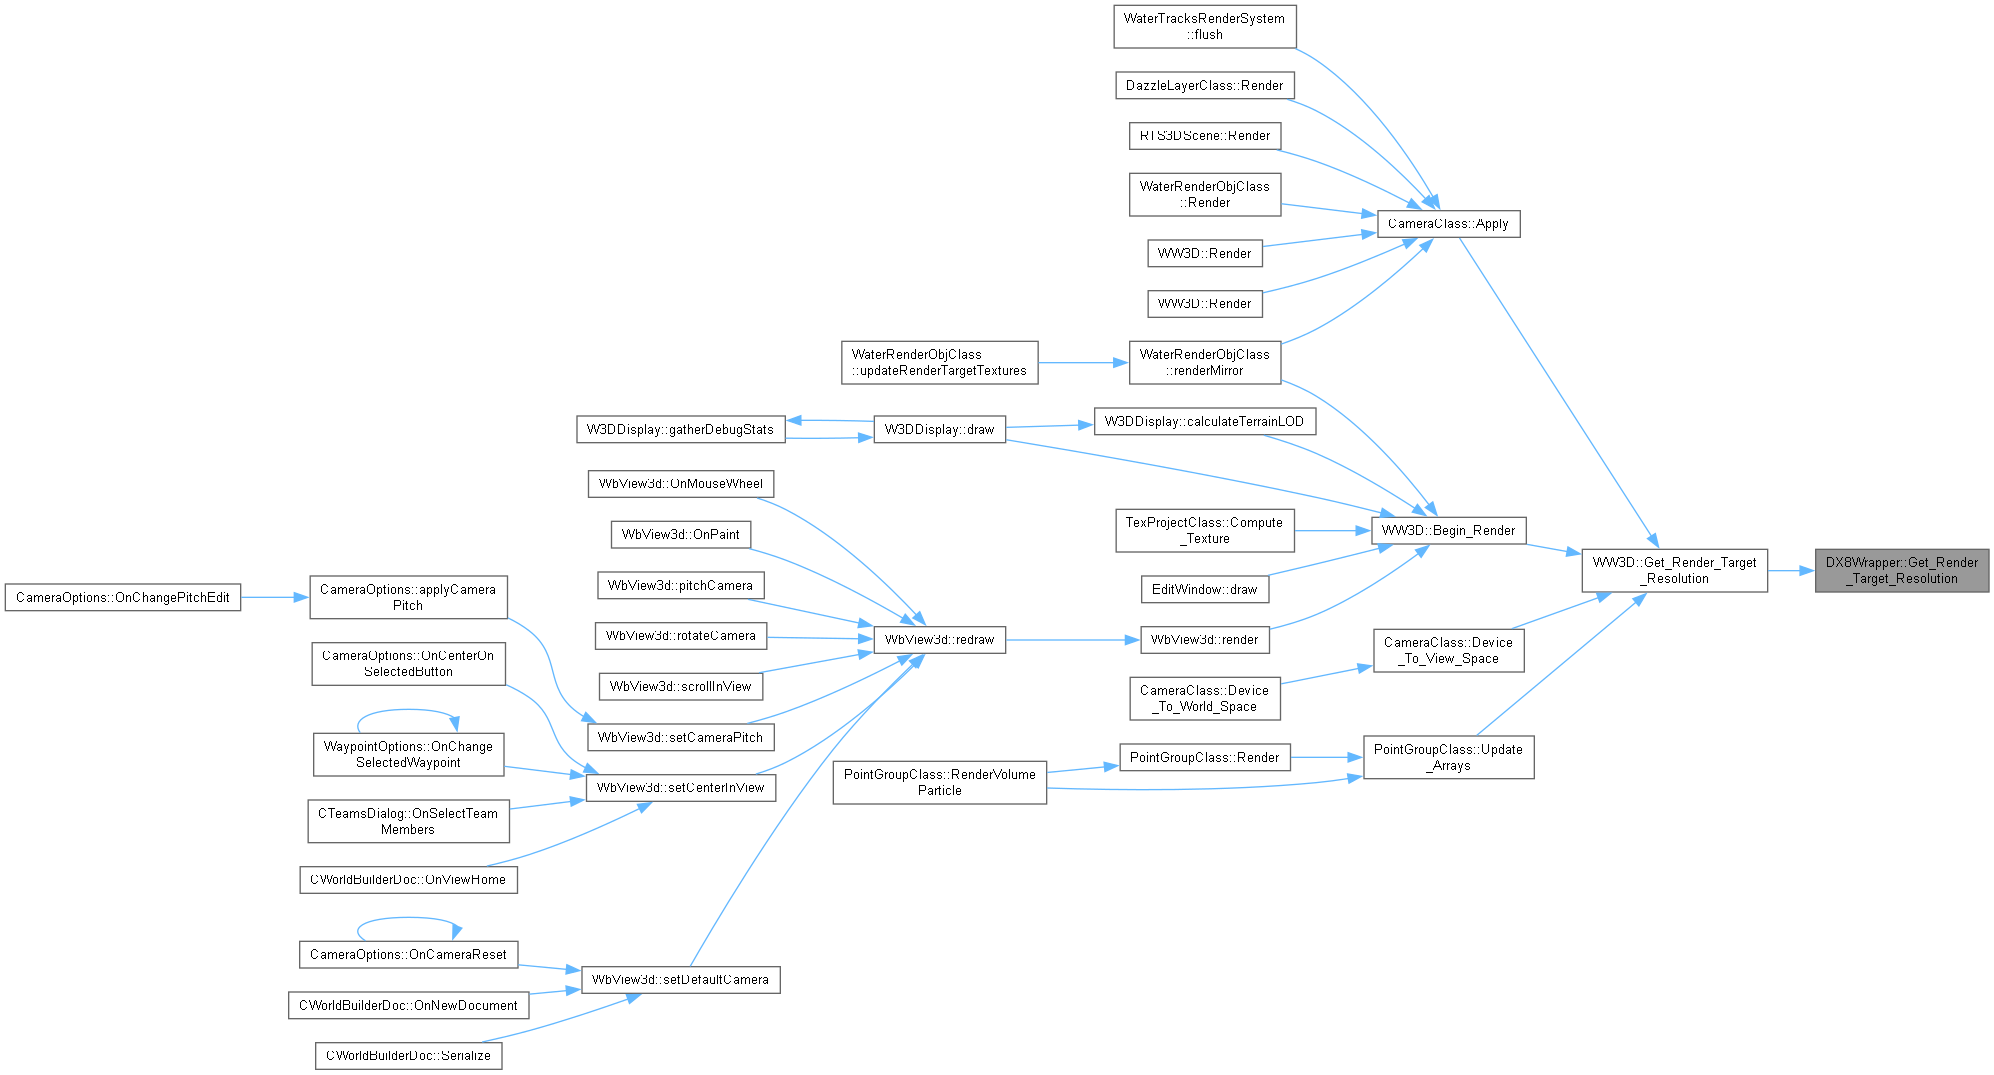 WaterTracksRenderSystem
::flush
DazzleLayerClass::Render
RTS3DScene::Render
WaterRenderObjClass
::Render
CameraClass::Apply
WW3D::Render
WW3D::Render
WaterRenderObjClass
::updateRenderTargetTextures
WaterRenderObjClass
::renderMirror
W3DDisplay::gatherDebugStats
W3DDisplay::draw
W3DDisplay::calculateTerrainLOD
WbView3d::OnMouseWheel
WbView3d::OnPaint
TexProjectClass::Compute
_Texture
WW3D::Begin_Render
WW3D::Get_Render_Target
_Resolution
DX8Wrapper::Get_Render
_Target_Resolution
CameraOptions::OnChangePitchEdit
CameraOptions::applyCamera
Pitch
WbView3d::pitchCamera
EditWindow::draw
WbView3d::rotateCamera
WbView3d::redraw
WbView3d::render
CameraOptions::OnCenterOn
SelectedButton
CameraClass::Device
_To_View_Space
WbView3d::scrollInView
CameraClass::Device
_To_World_Space
WbView3d::setCameraPitch
WaypointOptions::OnChange
SelectedWaypoint
PointGroupClass::Render
PointGroupClass::Update
_Arrays
PointGroupClass::RenderVolume
Particle
WbView3d::setCenterInView
CTeamsDialog::OnSelectTeam
Members
CWorldBuilderDoc::OnViewHome
CameraOptions::OnCameraReset
WbView3d::setDefaultCamera
CWorldBuilderDoc::OnNewDocument
CWorldBuilderDoc::Serialize